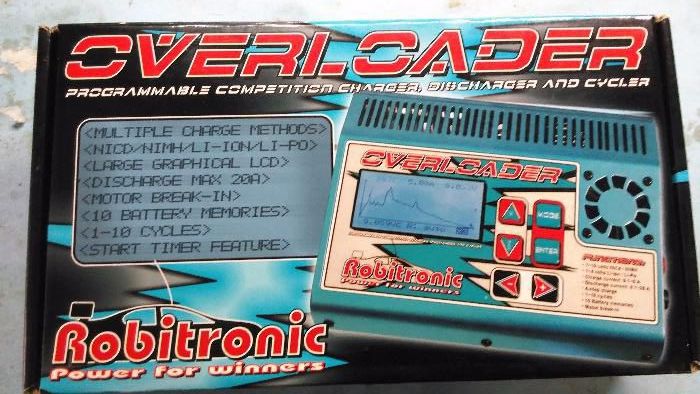 OVERLOADER
PROGRAMMABLE COMPETITION CHARGER, DISCHARGER AND CYCLER
<MULTIPLE CHARGE METHODS>
<NICD/NIMH/LI-ION/LI-PO>
<LARGE GRAPHICAL LCD>
<DISCHARGE MAX 20A>
<MOTOR BREAK-IN>
<10 BATTERY MEMORIES>
<1-10 CYCLES>
<START TIMER FEATURE>
Robitronic
Power for winners
OVERLOADER
MODE
ENTER
Robitronic
Power for winners
Functions: